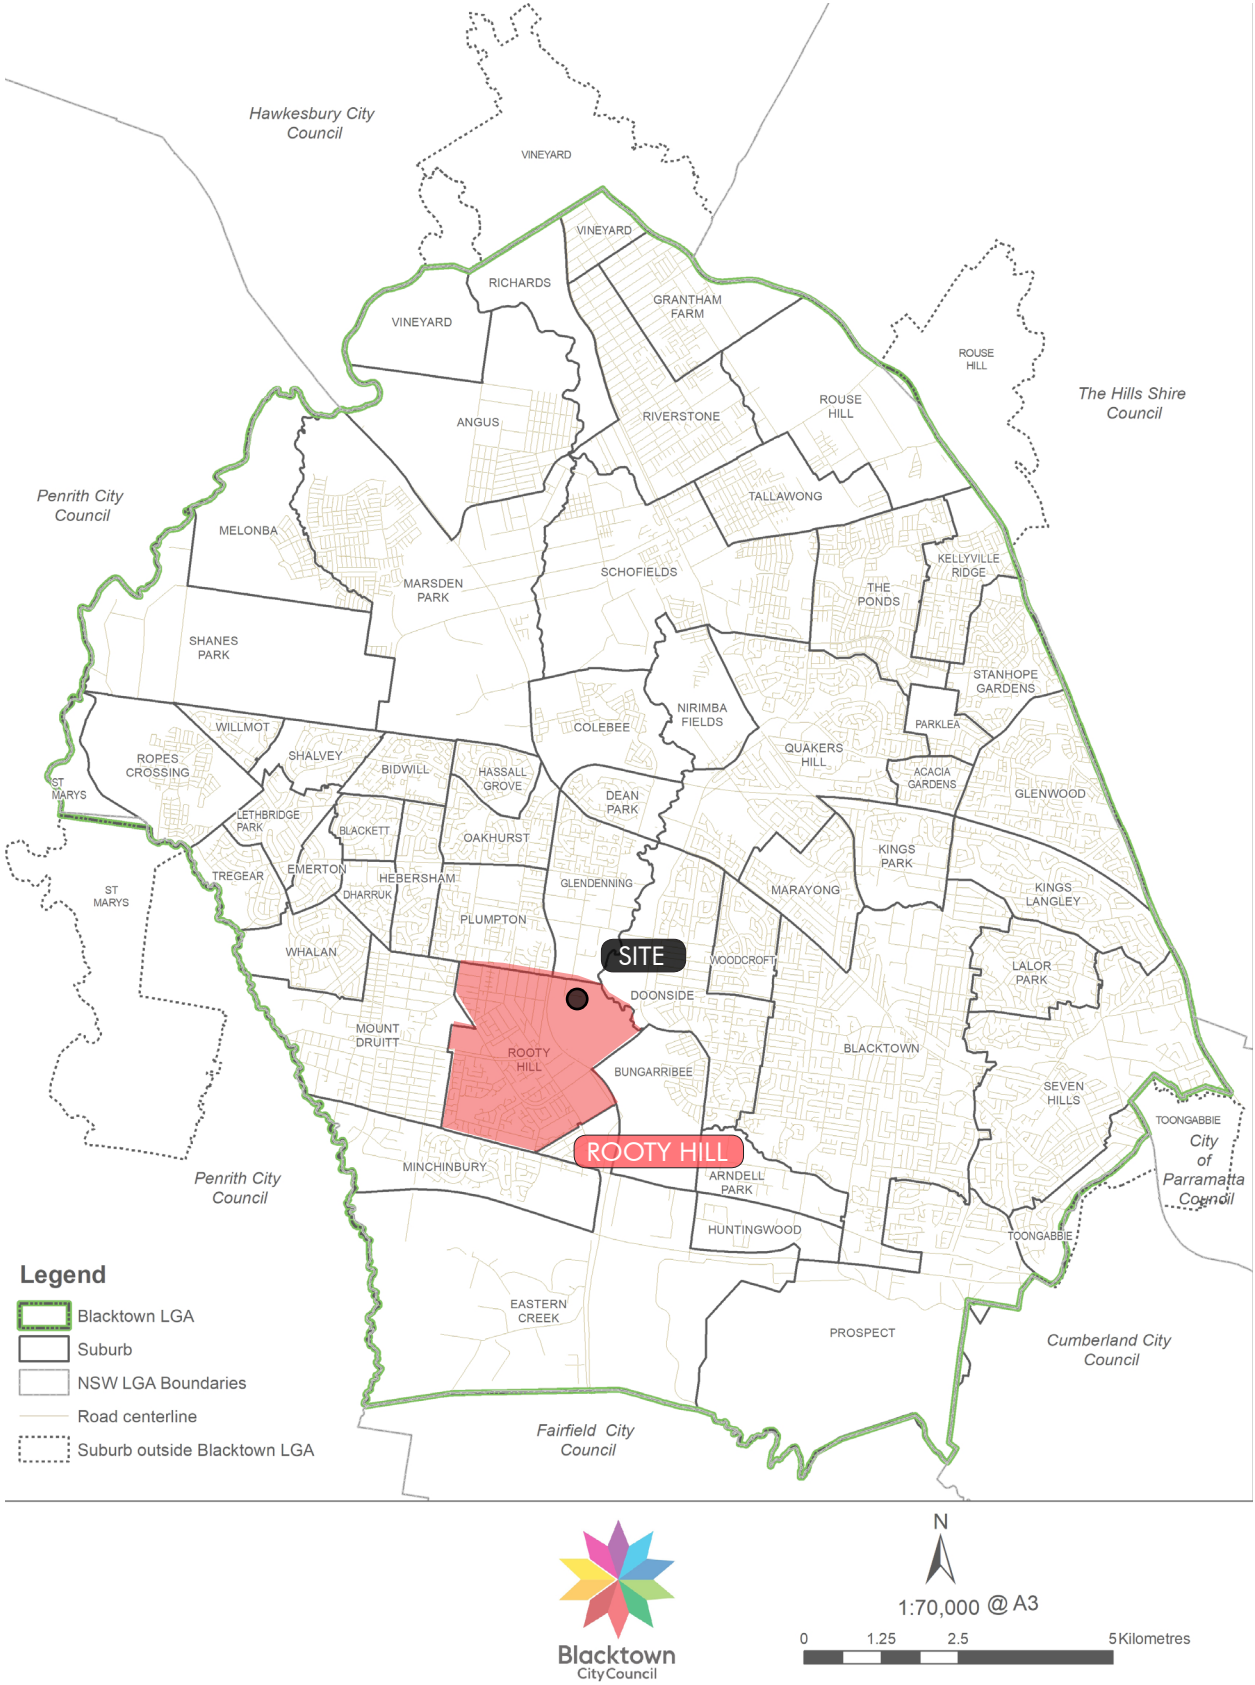 Hawkesbury City
Council
VINEYARD
VINEYARD
RICHARDS
GRANTHAM
FARM
VINEYARD
ROUSE
HILL
The Hills Shire
Council
ROUSE
HILL
RIVERSTONE
ANGUS
Penrith City
Council
TALLAWONG
MELONBA
KELLYVILLE
RIDGE
SCHOFIELDS
MARSDEN
PARK
THE
PONDS
SHANES
PARK
STANHOPE
GARDENS
NIRIMBA
FIELDS
PARKLEA
WILLMOT
COLEBEE
SHALVEY
QUAKERS
HILL
ROPES
CROSSING
BIDWILL
HASSALL
GROVE
ACACIA
GARDENS
ST
MARYS
DEAN
PARK
GLENWOOD
LETHBRIDGE
PARK
BLACKETT
OAKHURST
KINGS
PARK
EMERTON
TREGEAR
HEBERSHAM
GLENDENNING
MARAYONG
KINGS
LANGLEY
ST
MARYS
DHARRUK
PLUMPTON
WHALAN
SITE
WOODCROFT
LALOR
PARK
DOONSIDE
MOUNT
DRUITT
ROOTY
HILL
BLACKTOWN
BUNGARRIBEE
SEVEN
HILLS
TOONGABBIE
City
of
Parramatta
Council
ROOTY HILL
MINCHINBURY
ARNDELL
PARK
Penrith City
Council
HUNTINGWOOD
TOONGABBIE
EASTERN
CREEK
PROSPECT
Cumberland City
Council
Legend
Blacktown LGA
Suburb
NSW LGA Boundaries
Road centerline
Suburb outside Blacktown LGA
Fairfield City
Council
N
1:70,000 @ A3
0 1.25 2.5 5 Kilometres
Blacktown
City Council